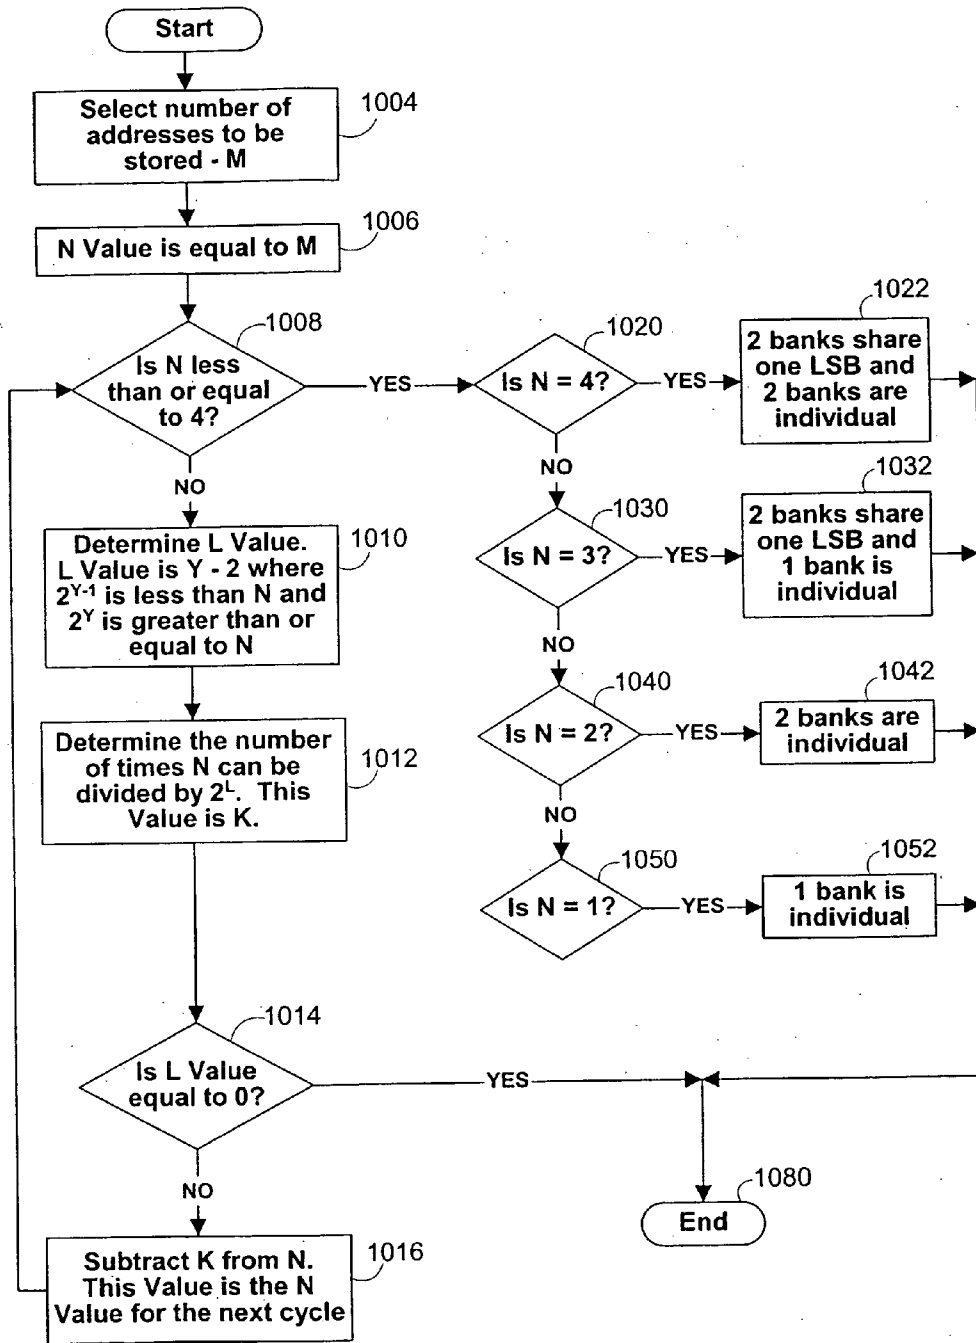 Start
Select number of
addresses to be
stored - M
1004
N Value is equal to M
1006
Is N less
than or equal
to 4?
1008
YES
NO
Is N = 4?
1020
YES
2 banks share
one LSB and
2 banks are
individual
1022
NO
Determine L Value.
L Value is Y - 2 where
2^Y-1 is less than N and
2^Y is greater than or
equal to N
1010
Is N = 3?
1030
YES
2 banks share
one LSB and
1 bank is
individual
1032
NO
Determine the number
of times N can be
divided by 2^L. This
Value is K.
1012
Is N = 2?
1040
YES
2 banks are
individual
1042
NO
Is N = 1?
1050
YES
1 bank is
individual
1052
Is L Value
equal to 0?
1014
YES
NO
End
1080
Subtract K from N.
This Value is the N
Value for the next cycle
1016